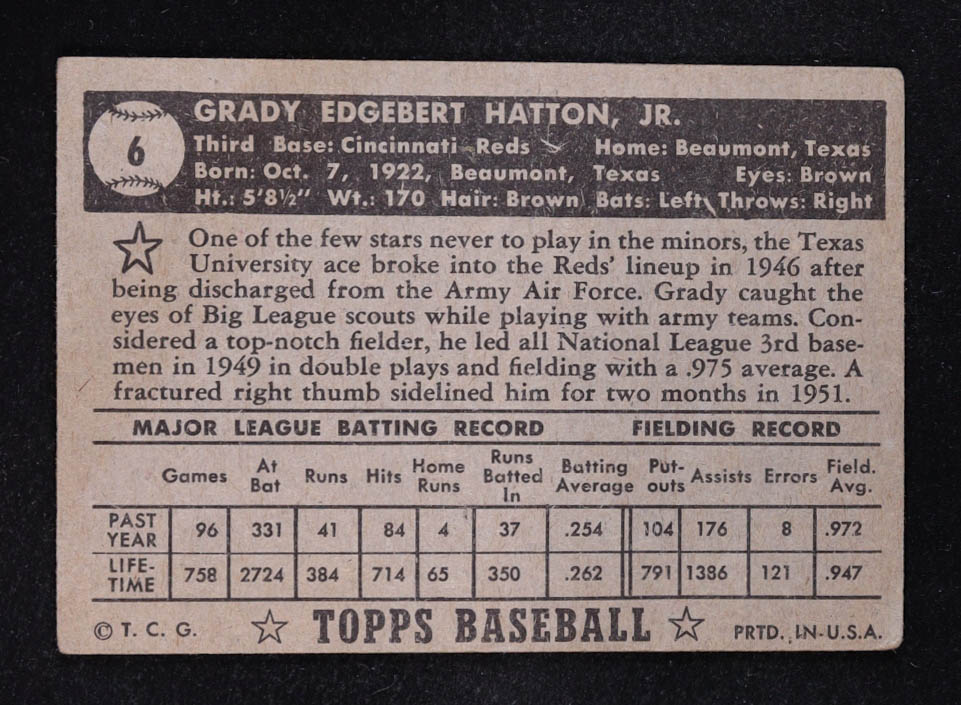 GRADY EDGEBERT HATTON, JR.
6
Third Base: Cincinnati Reds Home: Beaumont, Texas
Born: Oct. 7, 1922, Beaumont, Texas Eyes: Brown
Ht.: 5'8½" Wt.: 170 Hair: Brown Bats: Left Throws: Right
One of the few stars never to play in the minors, the Texas
University ace broke into the Reds' lineup in 1946 after
being discharged from the Army Air Force. Grady caught the
eyes of Big League scouts while playing with army teams. Con-
sidered a top-notch fielder, he led all National League 3rd base-
men in 1949 in double plays and fielding with a .975 average. A
fractured right thumb sidelined him for two months in 1951.
MAJOR LEAGUE BATTING RECORD FIELDING RECORD
Games At Bat Runs Hits Home Runs Runs Batted In Batting Average Put-outs Assists Errors Field. Avg.
PAST YEAR 96 331 41 84 4 37 .254 104 176 8 .972
LIFE-TIME 758 2724 384 714 65 350 .262 791 1386 121 .947
© T. C. G. TOPPS BASEBALL PRTD. IN U.S.A.